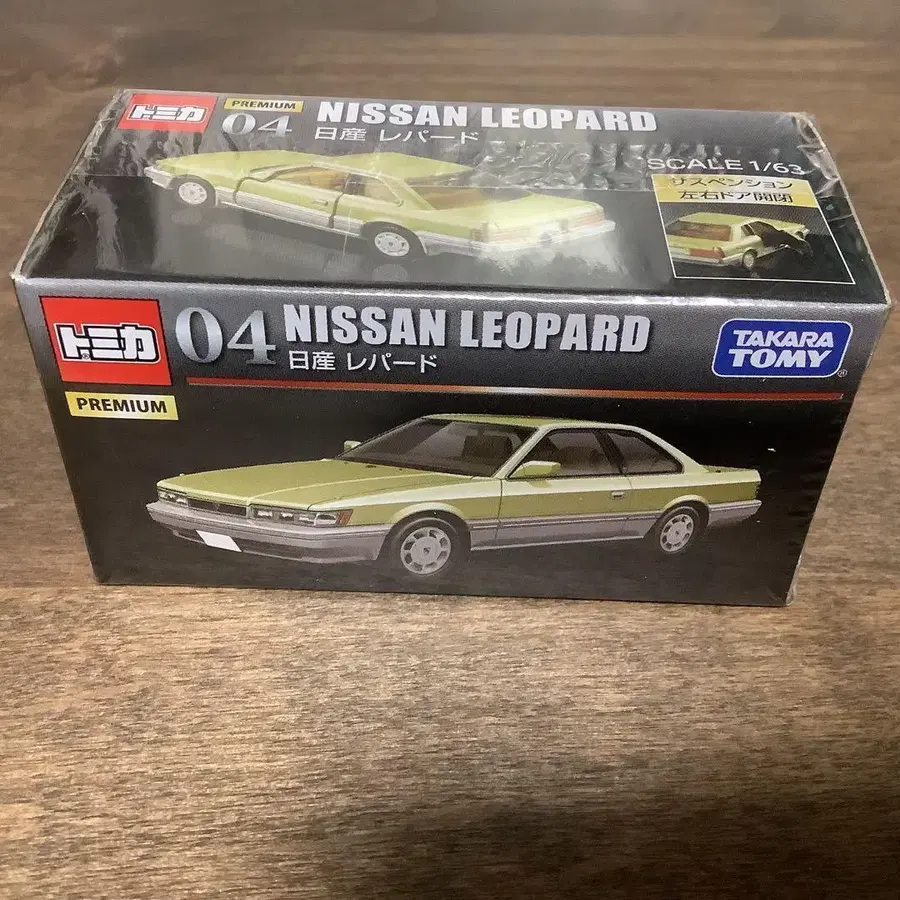 トミカ
PREMIUM
04
NISSAN LEOPARD
日産 レパード
SCALE 1/63
サスペンション
左右ドア開閉
トミカ®
PREMIUM
04
NISSAN LEOPARD
日産 レパード
TAKARA
TOMY®